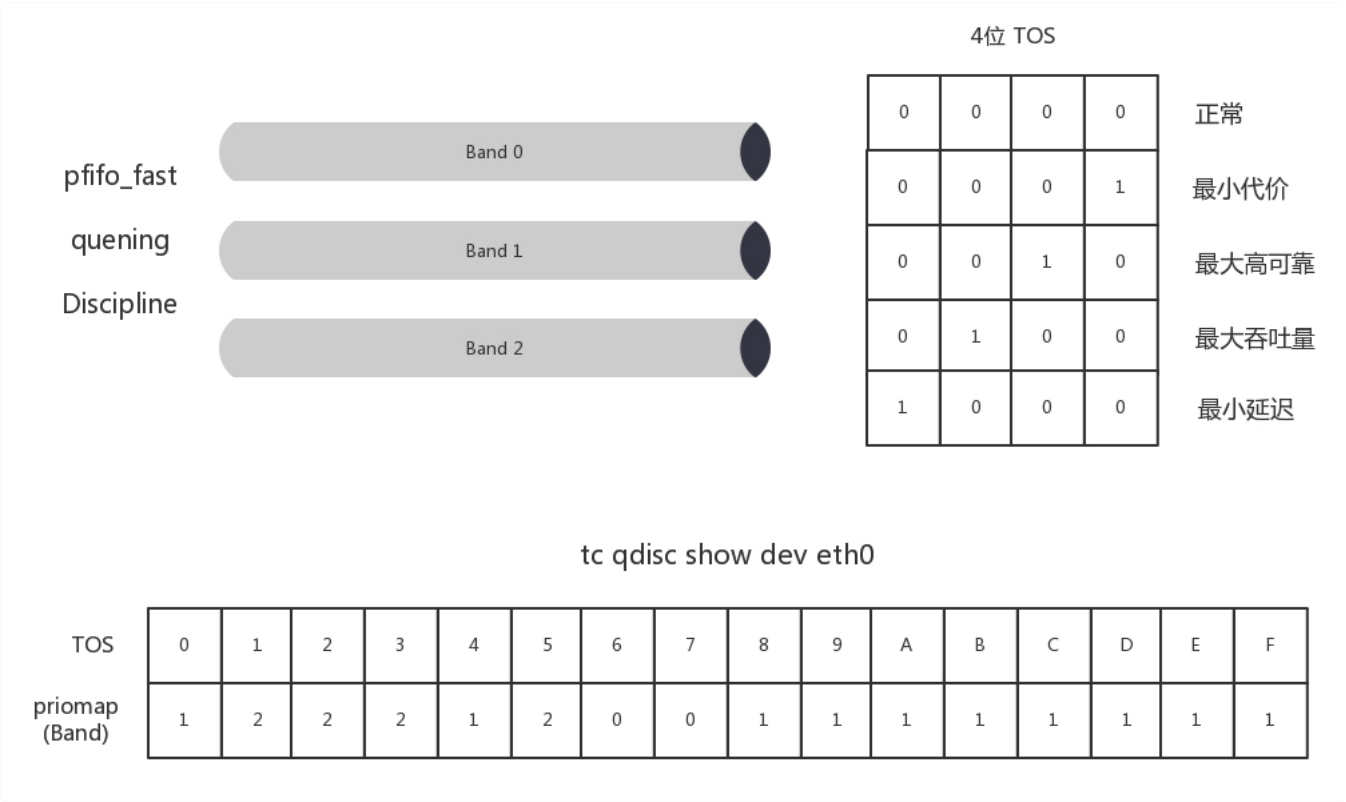 4位 TOS
pfifo_fast
quening
Discipline
Band 0
Band 1
Band 2
0 0 0 0 正常
0 0 0 1 最小代价
0 0 1 0 最大高可靠
0 1 0 0 最大吞吐量
1 0 0 0 最小延迟
tc qdisc show dev eth0
TOS 0 1 2 3 4 5 6 7 8 9 A B C D E F
priomap
(Band) 1 2 2 2 1 2 0 0 1 1 1 1 1 1 1 1